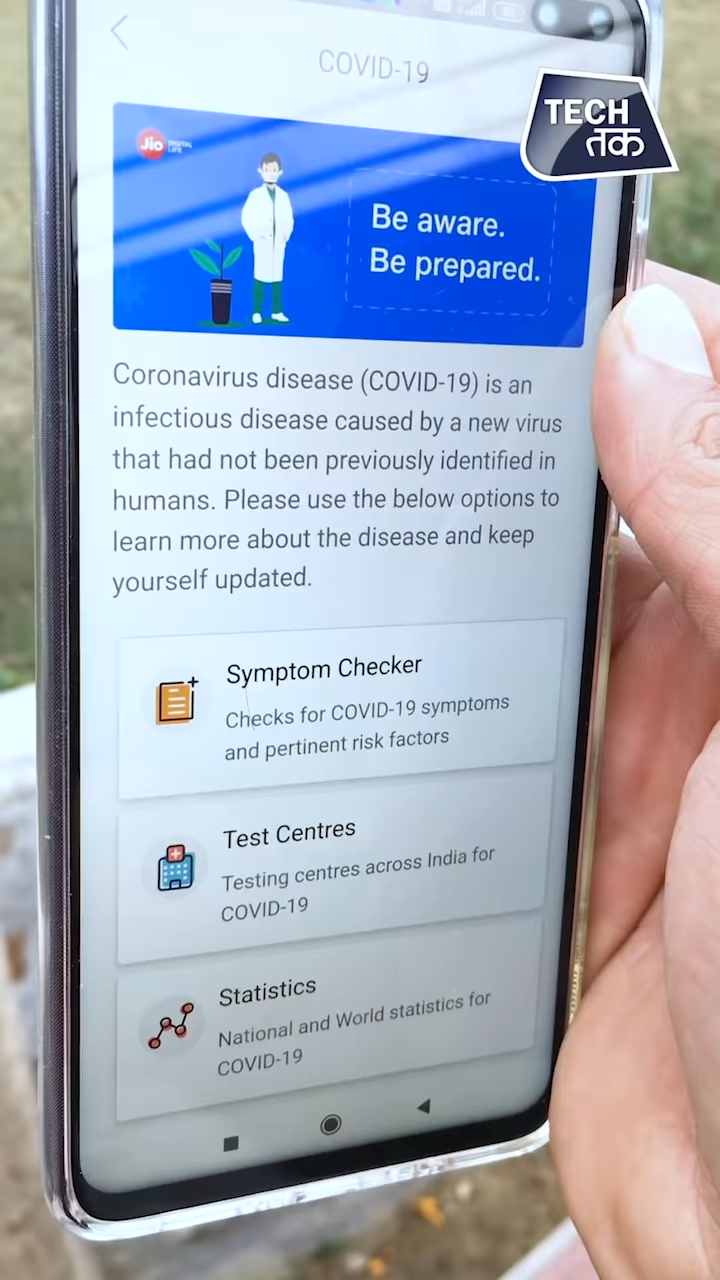 COVID-19
TECH
तक
Jio DIGITAL
LIFE
Be aware.
Be prepared.
Coronavirus disease (COVID-19) is an
infectious disease caused by a new virus
that had not been previously identified in
humans. Please use the below options to
learn more about the disease and keep
yourself updated.
Symptom Checker
Checks for COVID-19 symptoms
and pertinent risk factors
Test Centres
Testing centres across India for
COVID-19
Statistics
National and World statistics for
COVID-19